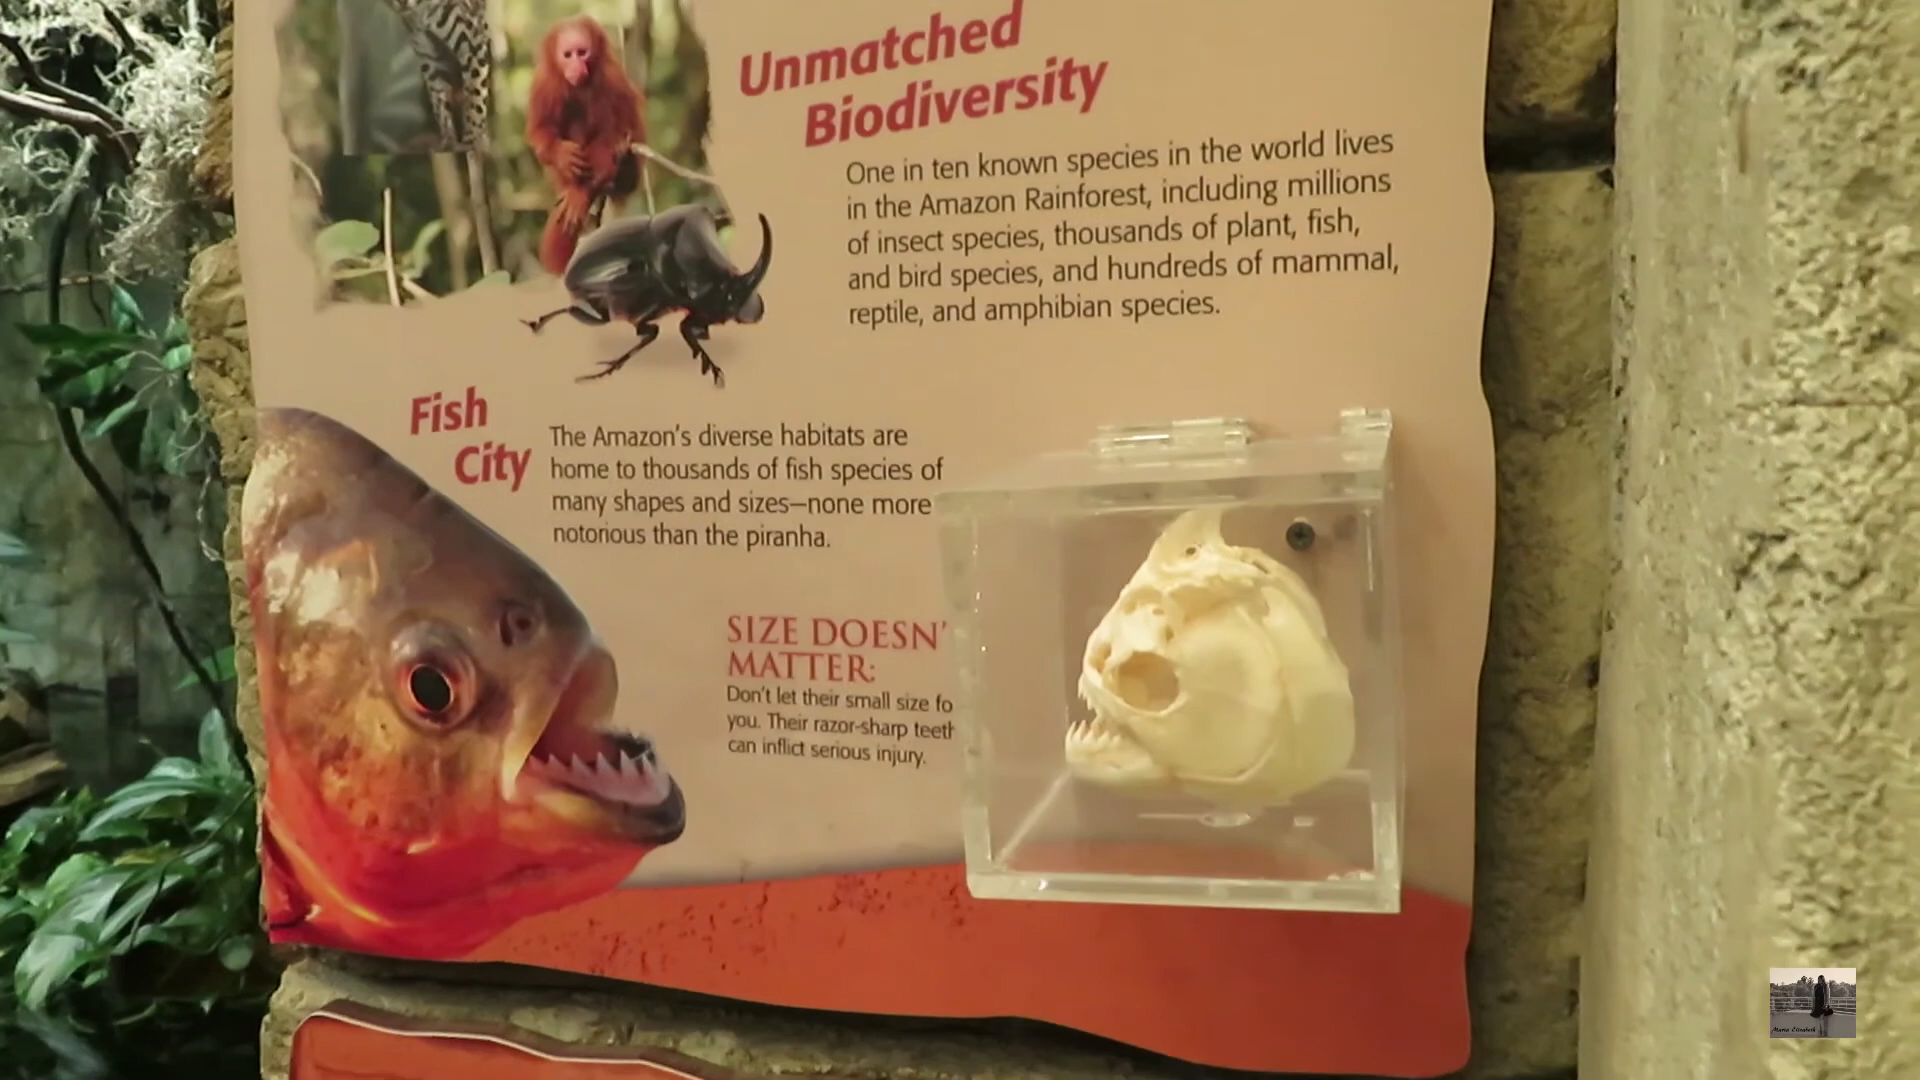 Unmatched
Biodiversity
One in ten known species in the world lives
in the Amazon Rainforest, including millions
of insect species, thousands of plant, fish,
and bird species, and hundreds of mammal,
reptile, and amphibian species.
Fish
City
The Amazon's diverse habitats are
home to thousands of fish species of
many shapes and sizes—none more
notorious than the piranha.
SIZE DOESN'
MATTER:
Don't let their small size fo
you. Their razor-sharp teeth
can inflict serious injury.
Maria Elisabeth